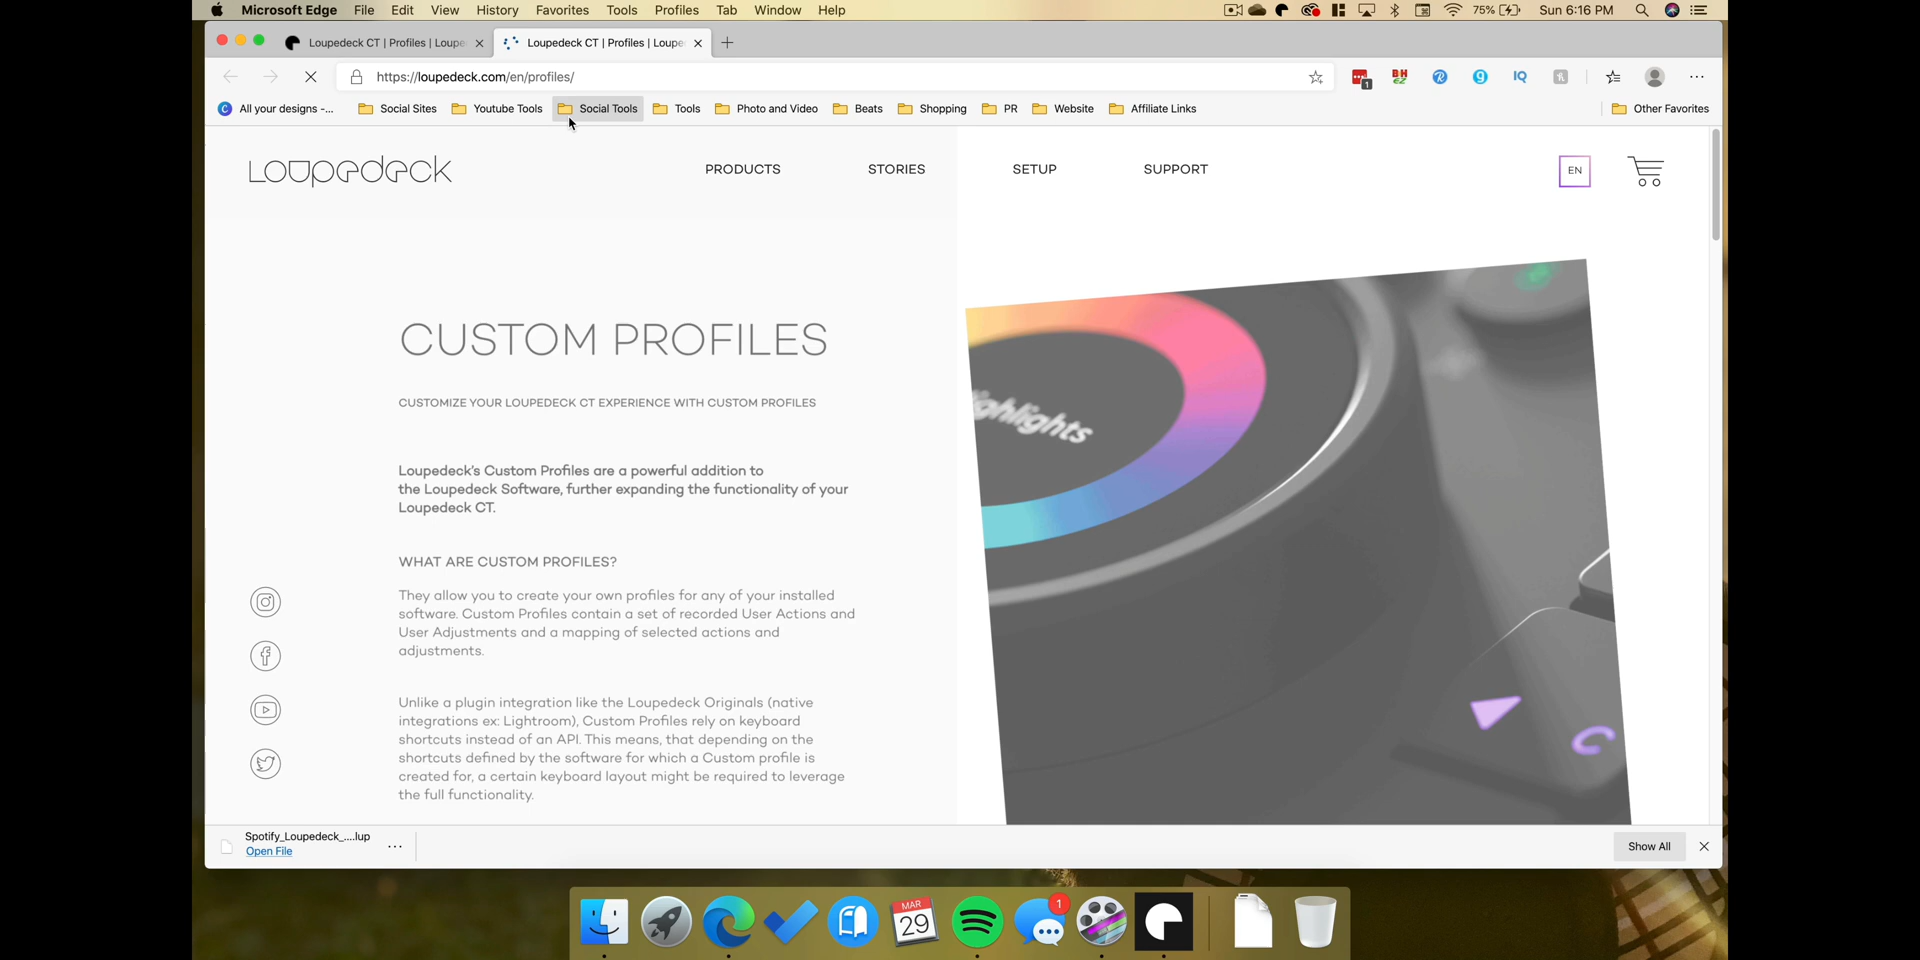 Microsoft Edge File Edit View History Favorites Tools Profiles Tab Window Help
75% Sun 6:16 PM
Loupedeck CT | Profiles | Loupe
Loupedeck CT | Profiles | Loupe
https://loupedeck.com/en/profiles/
1
BH
EZ
IQ
All your designs -...
Social Sites
Youtube Tools
Social Tools
Tools
Photo and Video
Beats
Shopping
PR
Website
Affiliate Links
Other Favorites
Loupedeck
PRODUCTS
STORIES
SETUP
SUPPORT
EN
CUSTOM PROFILES
CUSTOMIZE YOUR LOUPEDECK CT EXPERIENCE WITH CUSTOM PROFILES
Loupedeck's Custom Profiles are a powerful addition to
the Loupedeck Software, further expanding the functionality of your
Loupedeck CT.
WHAT ARE CUSTOM PROFILES?
They allow you to create your own profiles for any of your installed
software. Custom Profiles contain a set of recorded User Actions and
User Adjustments and a mapping of selected actions and
adjustments.
Unlike a plugin integration like the Loupedeck Originals (native
integrations ex: Lightroom), Custom Profiles rely on keyboard
shortcuts instead of an API. This means, that depending on the
shortcuts defined by the software for which a Custom profile is
created for, a certain keyboard layout might be required to leverage
the full functionality.
ighlights
C
Spotify_Loupedeck_....lup
Open File
Show All
MAR
29
1